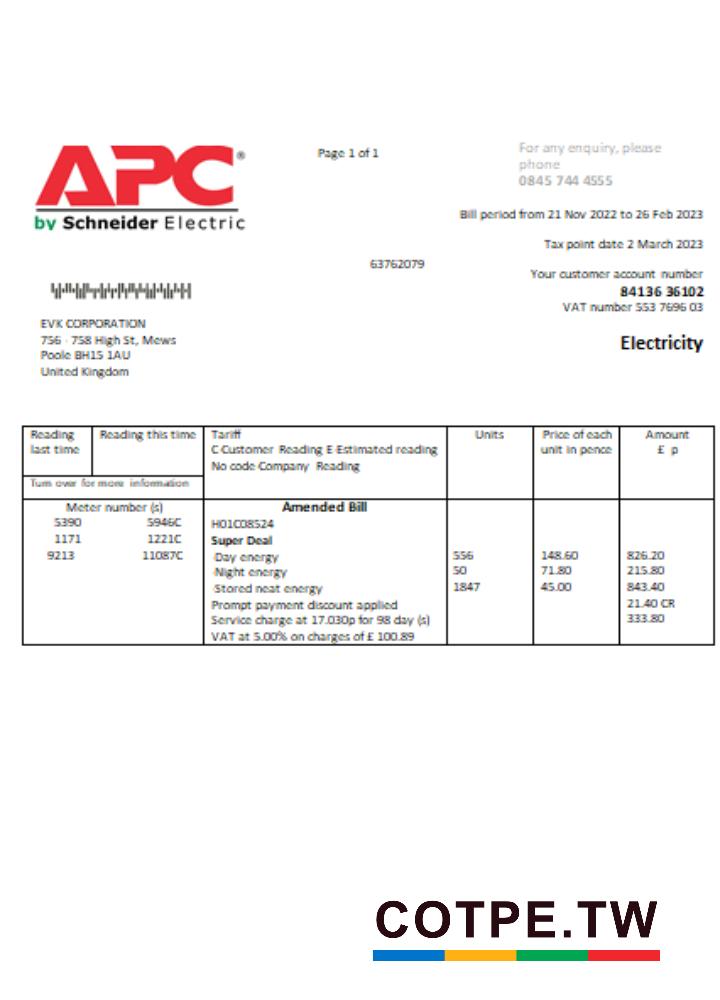 APC®
by Schneider Electric
Page 1 of 1
For any enquiry, please
phone
0845 744 4555
Bill period from 21 Nov 2022 to 26 Feb 2023
Tax point date 2 March 2023
63762079
Your customer account number
84136 36102
VAT number 553 7696 03
EVK CORPORATION
756 - 758 High St, Mews
Poole BH15 1AU
United Kingdom
Electricity
Reading last time
Reading this time
Tariff
C-Customer Reading E-Estimated reading
No code-Company Reading
Units
Price of each unit in pence
Amount
£ p
Turn over for more information
Meter number (s)
Amended Bill
5390 5946C H01C08524
1171 1221C Super Deal
9213 11087C -Day energy 556 148.60 826.20
-Night energy 50 71.80 215.80
-Stored neat energy 1847 45.00 843.40
Prompt payment discount applied 21.40 CR
Service charge at 17.030p for 98 day (s) 333.80
VAT at 5.00% on charges of £ 100.89
COTPE.TW